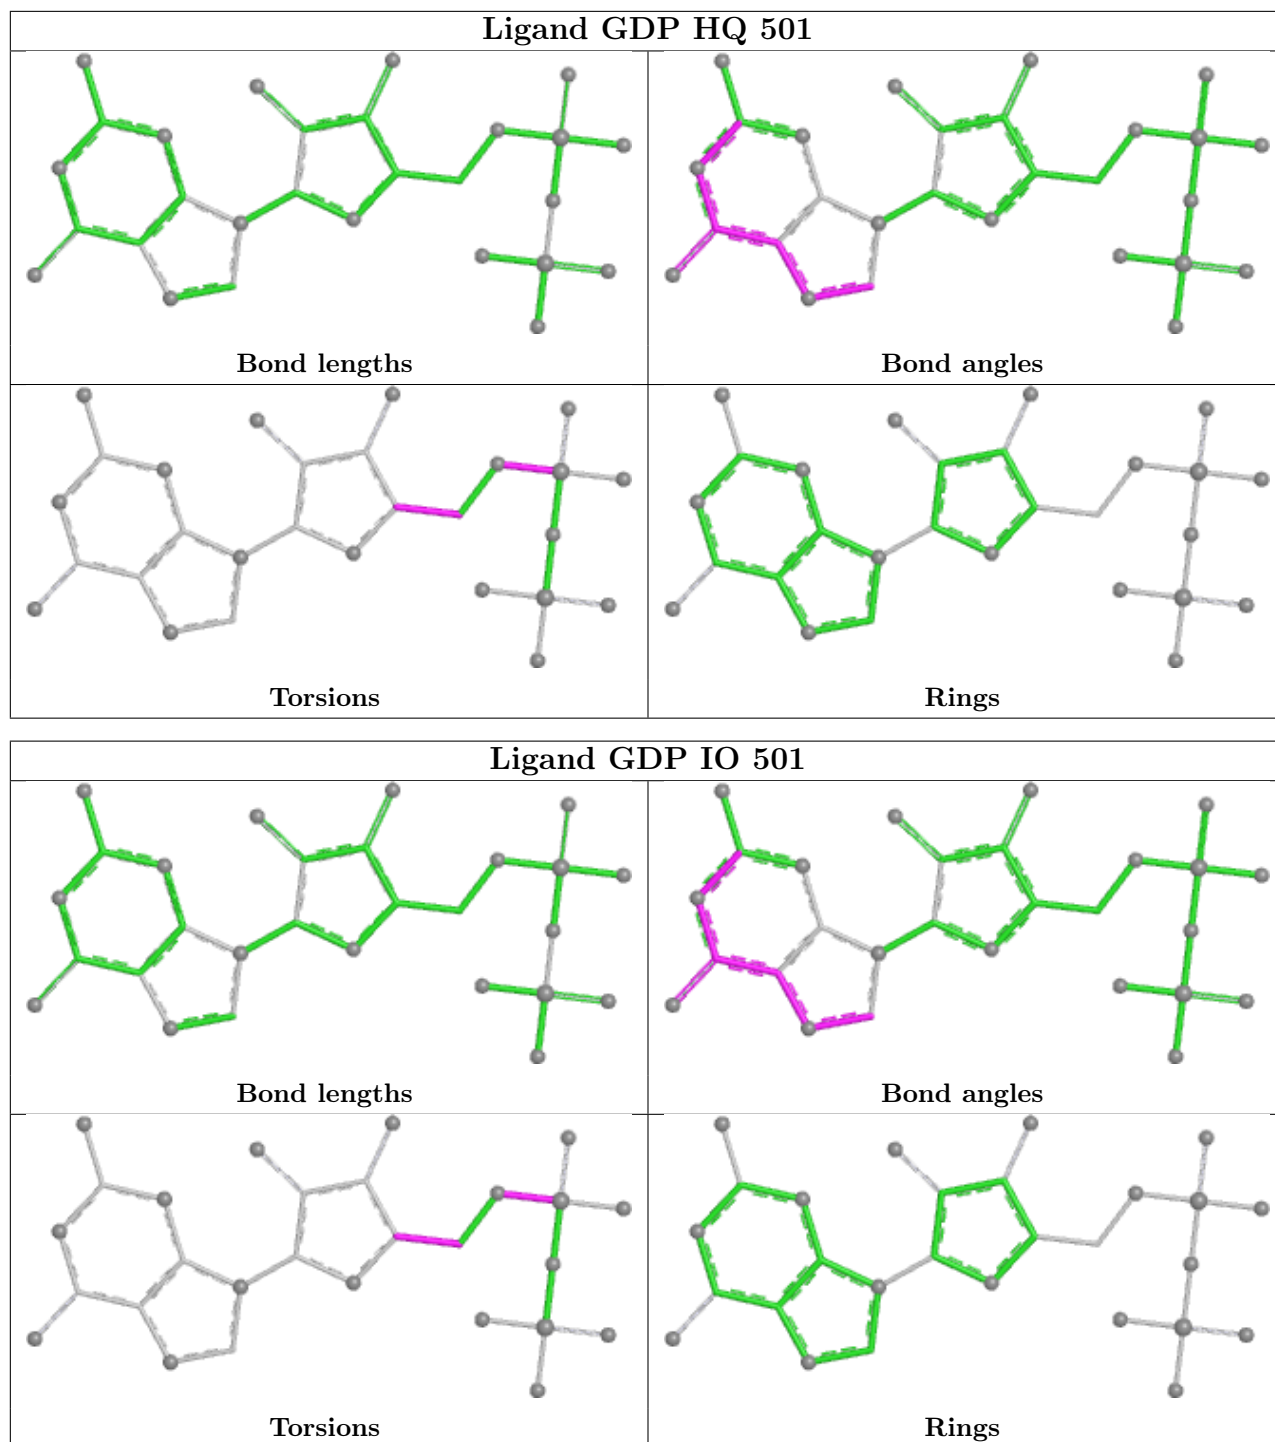 Ligand GDP HQ 501
Bond lengths
Bond angles
Torsions
Rings
Ligand GDP IO 501
Bond lengths
Bond angles
Torsions
Rings